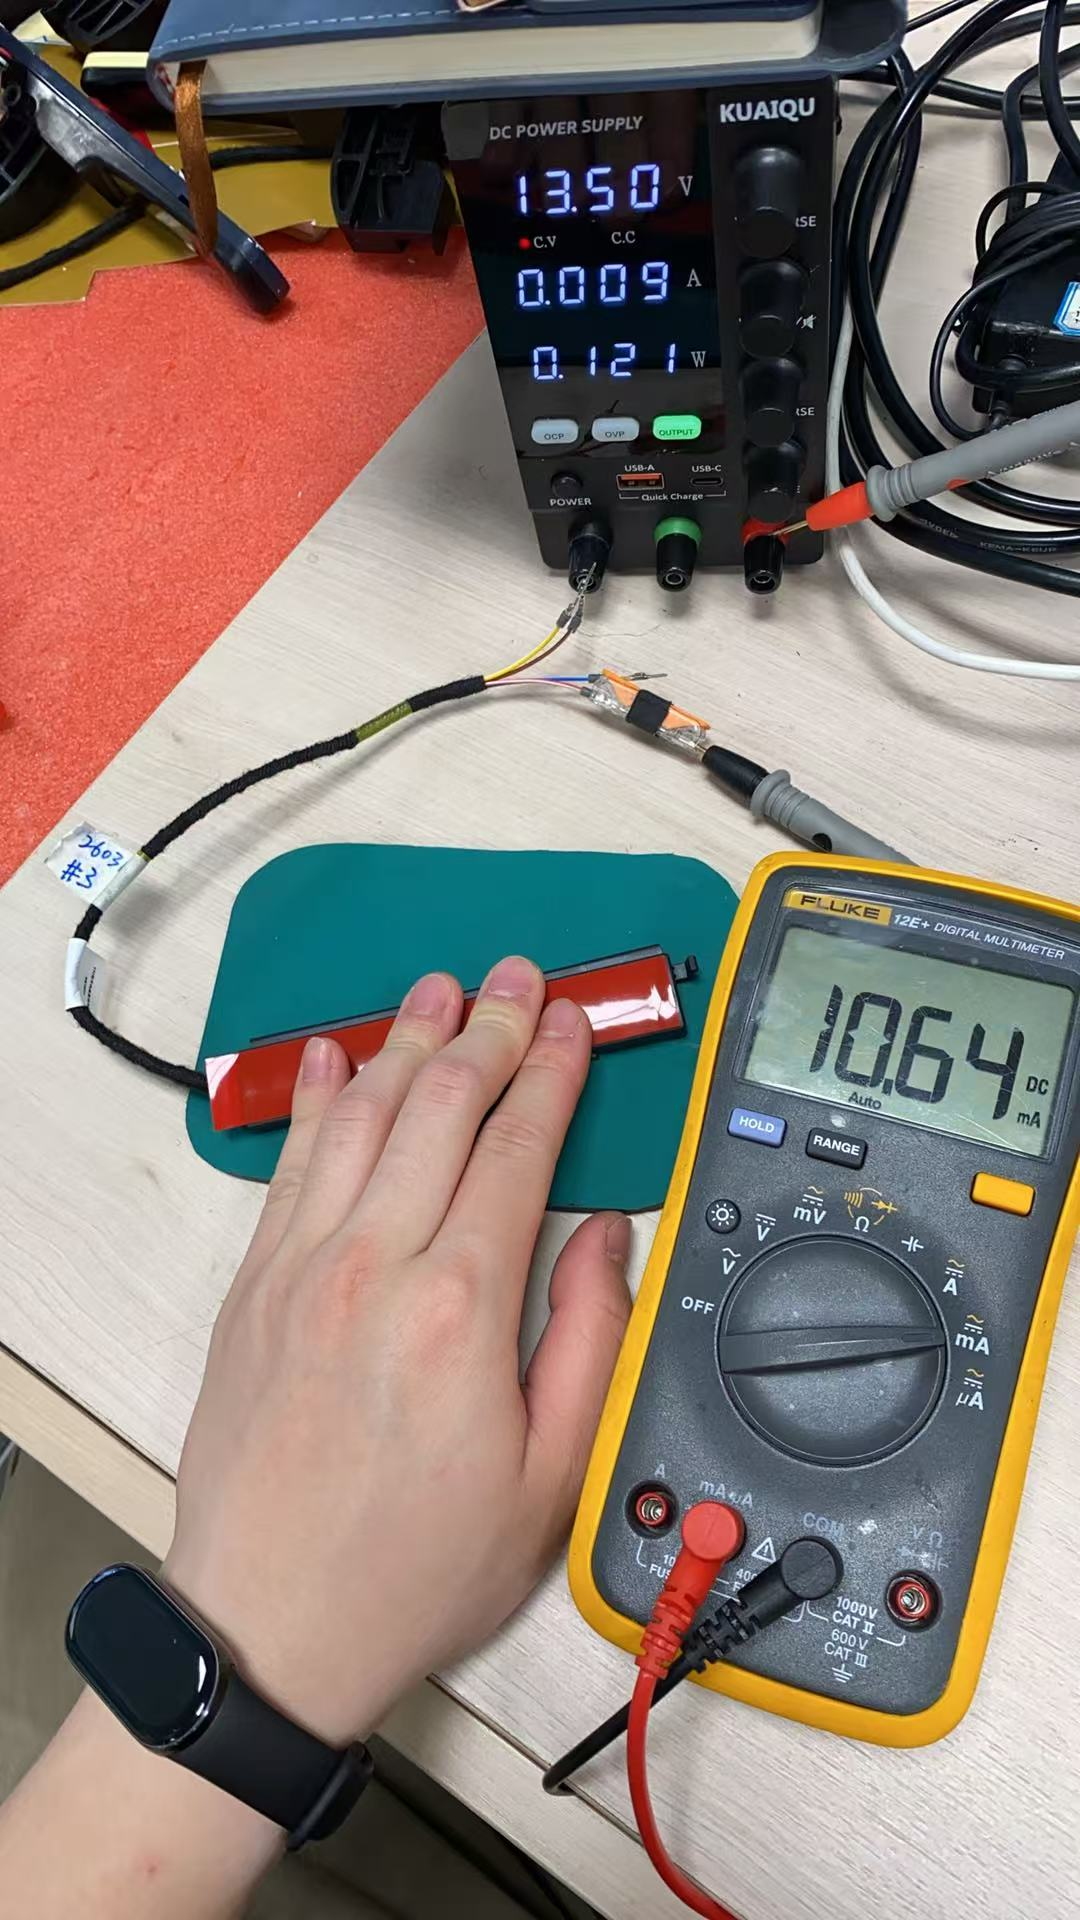 KUAIQU
DC POWER SUPPLY
13.50 V
C.V C.C
0.009 A
0.121 W
OCP OVP OUTPUT
USB-A USB-C
Quick Charge
POWER
2603
#3
FLUKE 12E+ DIGITAL MULTIMETER
10.64 DC mA
Auto
HOLD RANGE
mV
Ω
V
V
A
OFF
mA
µA
A
mA µA
COM
V Ω
1000V
CAT II
600V
CAT III